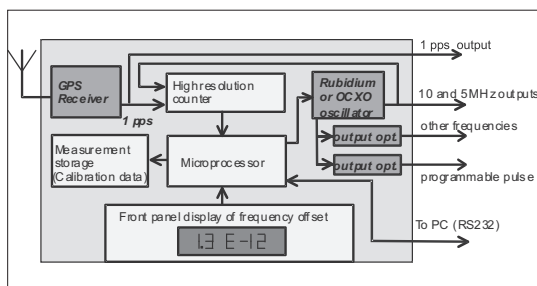 1 pps output
GPS
Receiver
1 pps
High resolution
counter
Rubidium
or OCXO
oscillator
10 and 5MHz outputs
output opt.
other frequencies
output opt.
programmable pulse
Measurement
storage
(Calibration data)
Microprocessor
Front panel display of frequency offset
1.3 E-12
To PC (RS232)